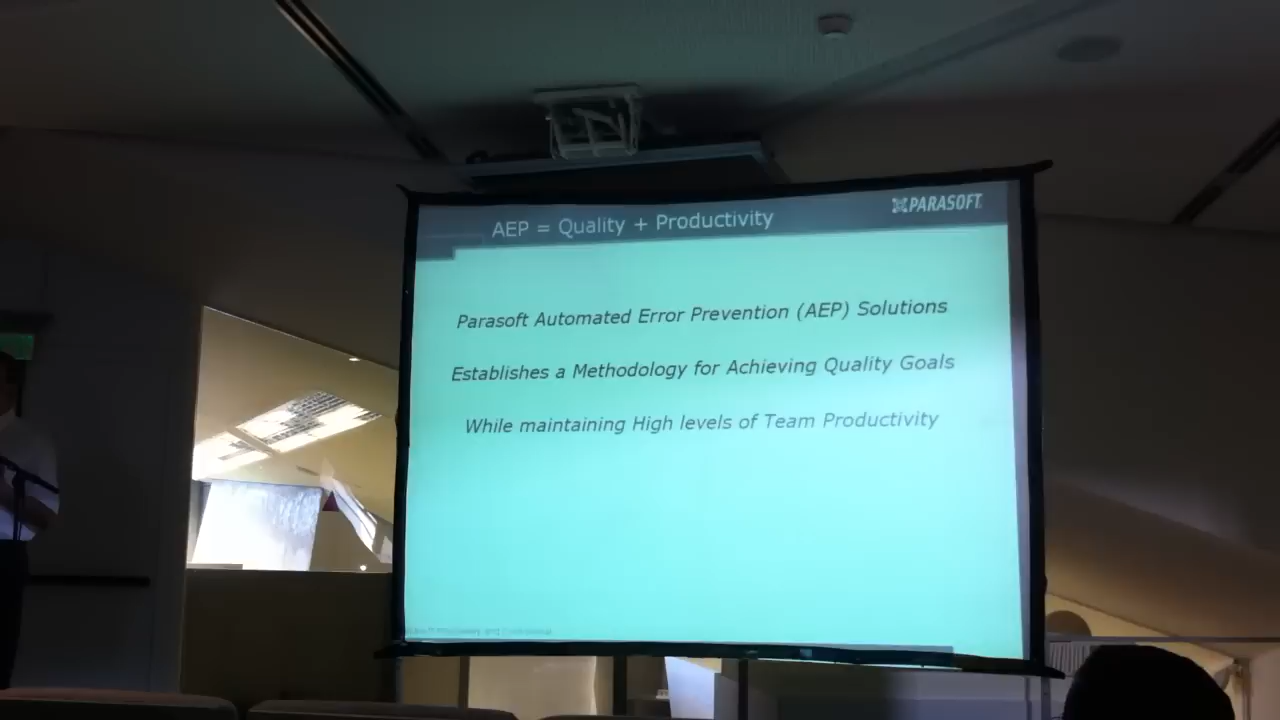 AEP = Quality + Productivity
PARASOFT
Parasoft Automated Error Prevention (AEP) Solutions
Establishes a Methodology for Achieving Quality Goals
While maintaining High levels of Team Productivity